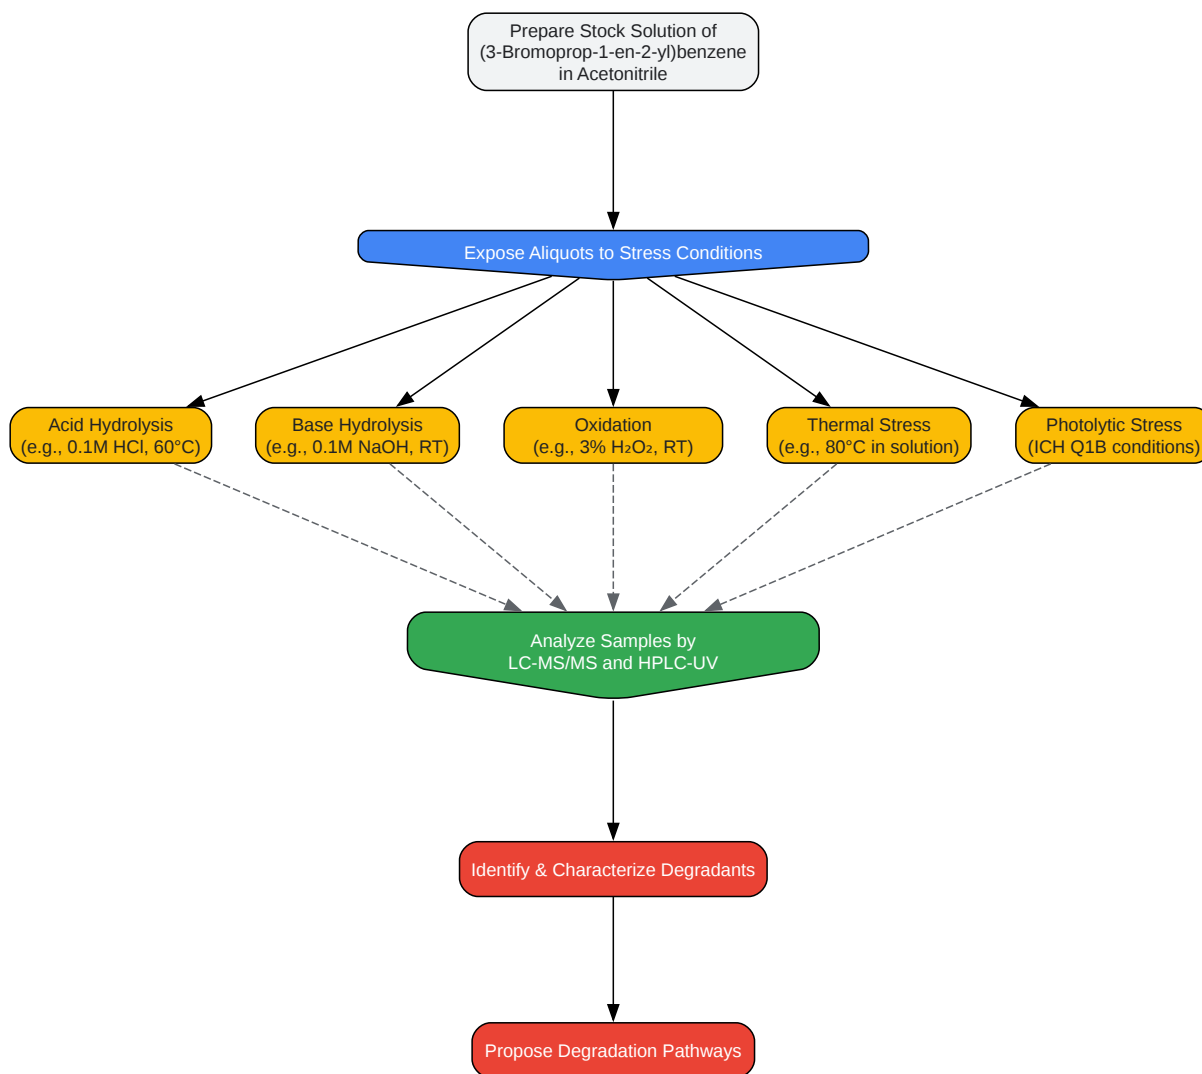 Prepare Stock Solution of
(3-Bromoprop-1-en-2-yl)benzene
in Acetonitrile
Expose Aliquots to Stress Conditions
Acid Hydrolysis
(e.g., 0.1M HCl, 60°C)
Base Hydrolysis
(e.g., 0.1M NaOH, RT)
Oxidation
(e.g., 3% H₂O₂, RT)
Thermal Stress
(e.g., 80°C in solution)
Photolytic Stress
(ICH Q1B conditions)
Analyze Samples by
LC-MS/MS and HPLC-UV
Identify & Characterize Degradants
Propose Degradation Pathways